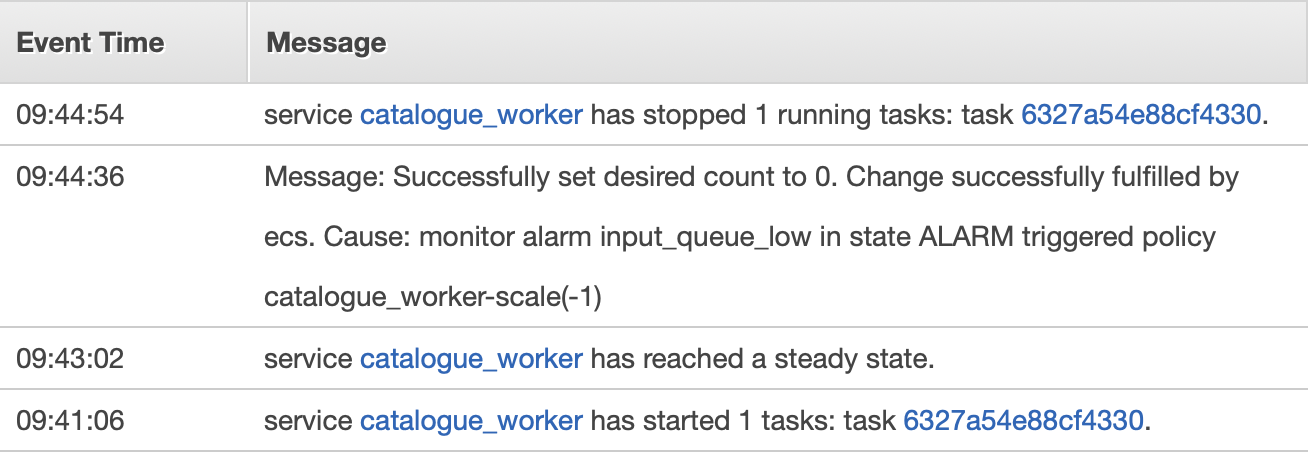 Event Time Message
09:44:54 service catalogue_worker has stopped 1 running tasks: task 6327a54e88cf4330.
09:44:36 Message: Successfully set desired count to 0. Change successfully fulfilled by
ecs. Cause: monitor alarm input_queue_low in state ALARM triggered policy
catalogue_worker-scale(-1)
09:43:02 service catalogue_worker has reached a steady state.
09:41:06 service catalogue_worker has started 1 tasks: task 6327a54e88cf4330.